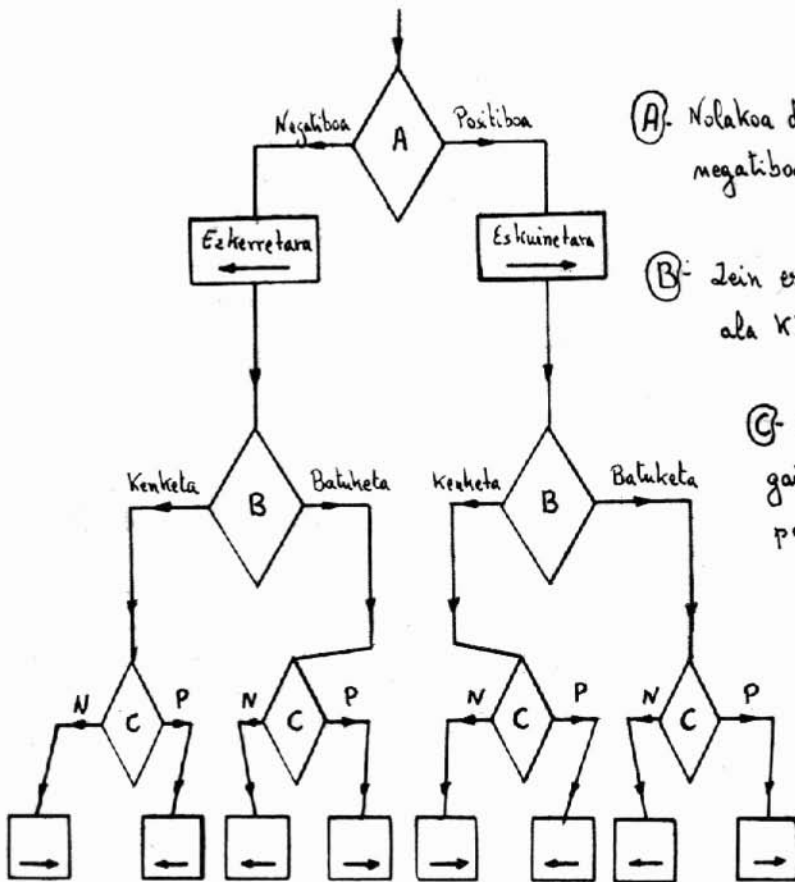 Negatiboa A Positiboa
(A)- Nolakoa
negatiboa
Ezkerretara Eskuinetara
(B)- Zein
ala
(C)-
Kenketa B Batuketa Kenketa B Batuketa
N C P N C P N C P N C P